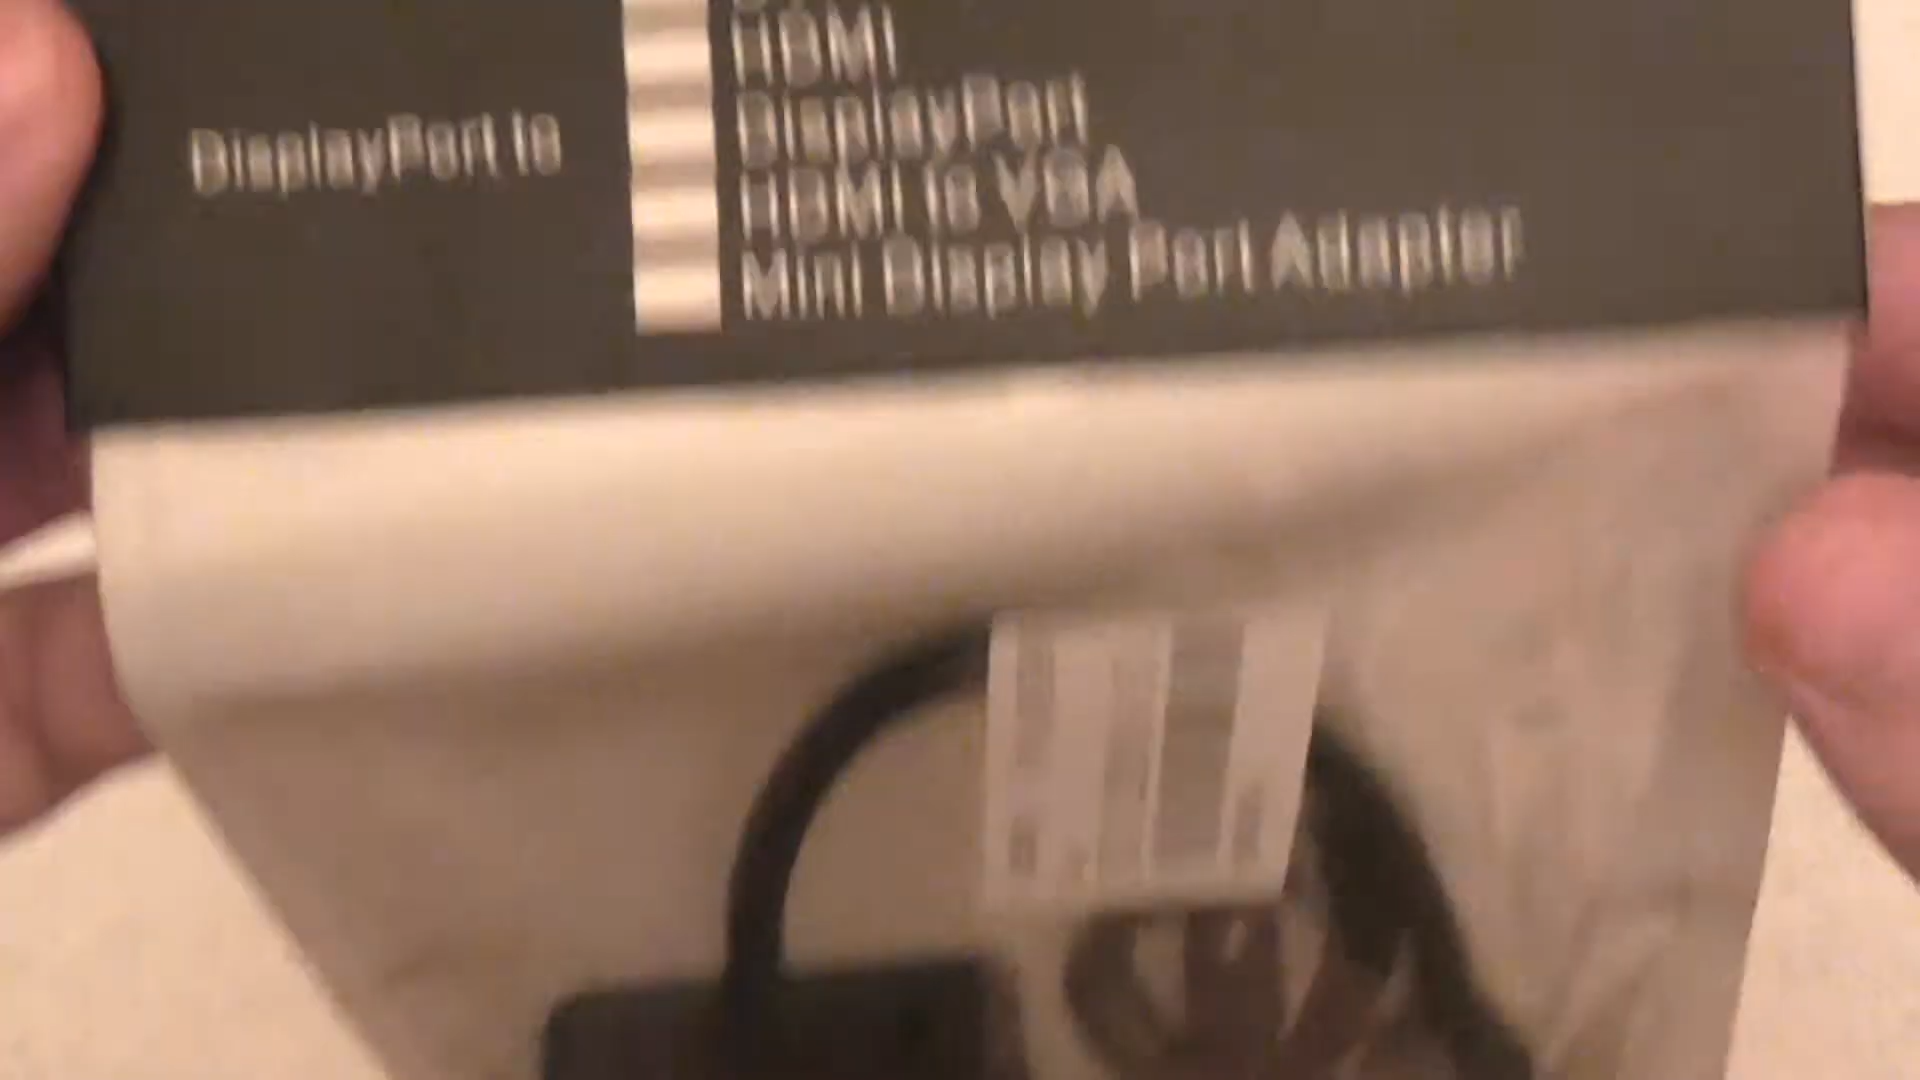 HDMI
DisplayPort to
DisplayPort
HDMI to VGA
Mini Display Port Adapter